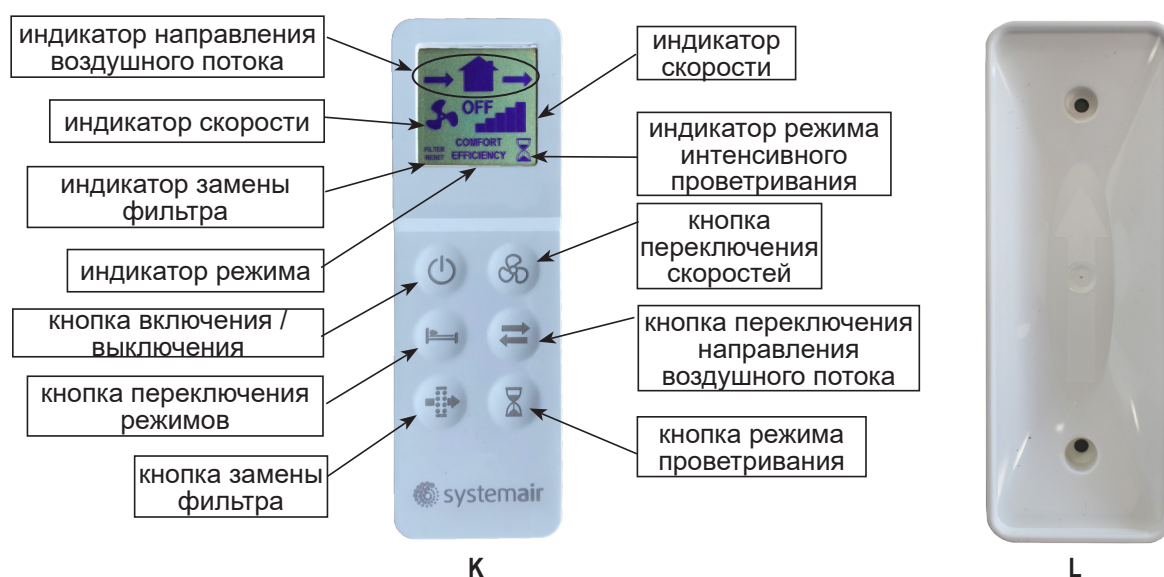 индикатор направления
воздушного потока
индикатор скорости
индикатор замены
фильтра
индикатор режима
кнопка включения /
выключения
кнопка переключения
режимов
кнопка замены
фильтра
OFF
COMFORT
FILTER
RESET
EFFICIENCY
systemair
индикатор
скорости
индикатор режима
интенсивного
проветривания
кнопка
переключения
скоростей
кнопка переключения
направления
воздушного потока
кнопка режима
проветривания
K
L